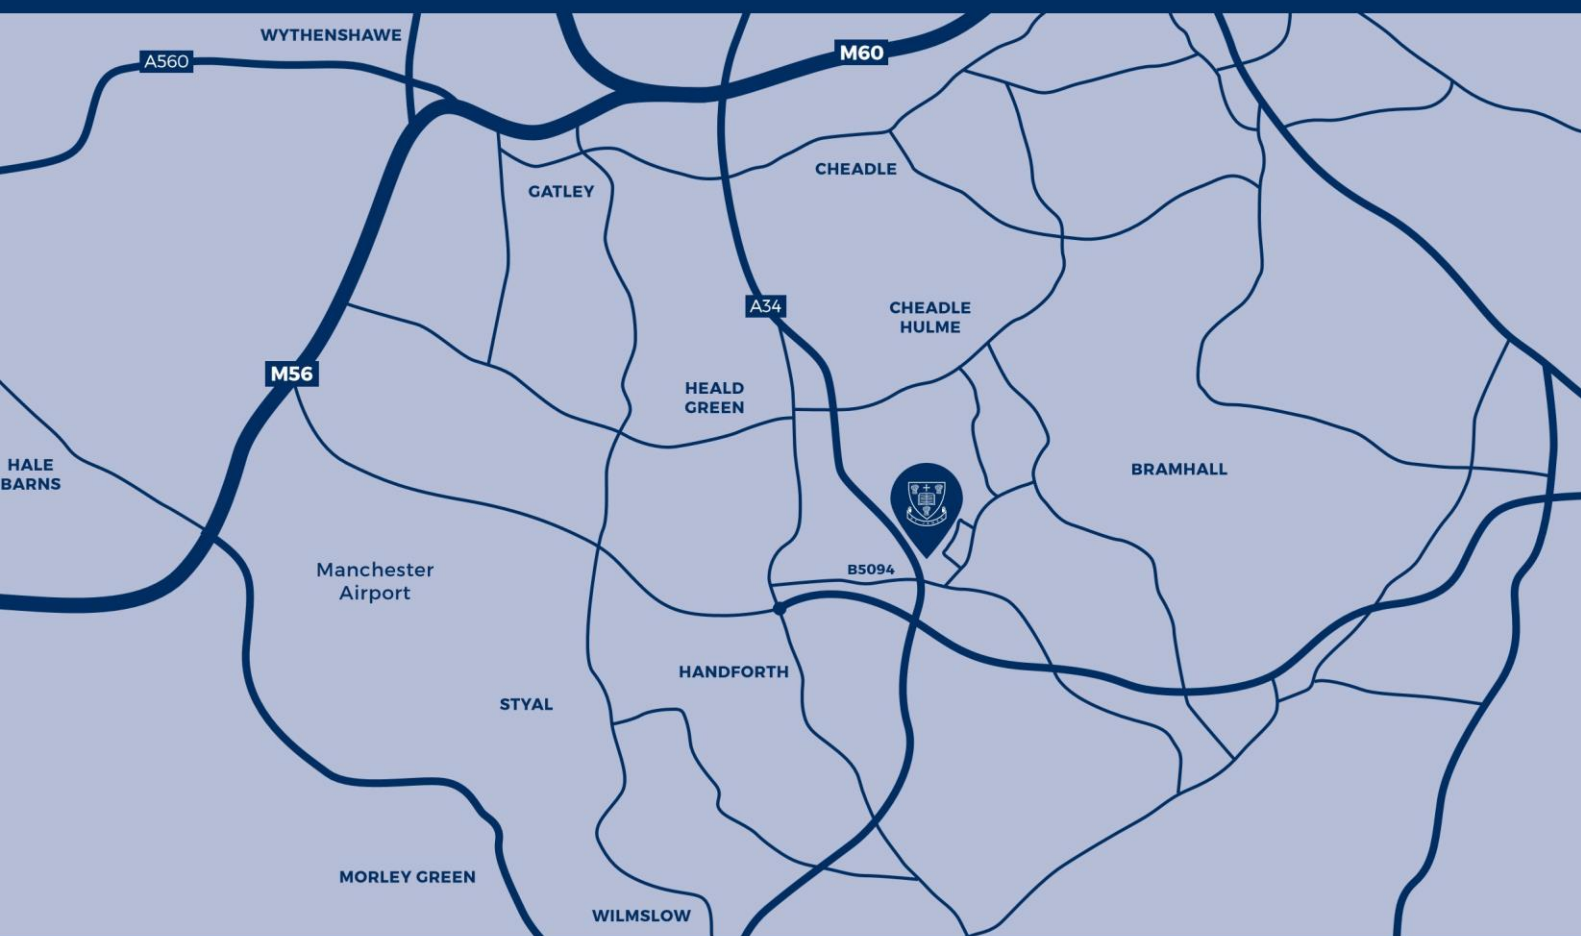 WYTHENSHAWE
A560
M60
CHEADLE
GATLEY
A34
CHEADLE
HULME
M56
HEALD
GREEN
HALE
BARNS
BRAMHALL
Manchester
Airport
B5094
HANDFORTH
STYAL
MORLEY GREEN
WILMSLOW